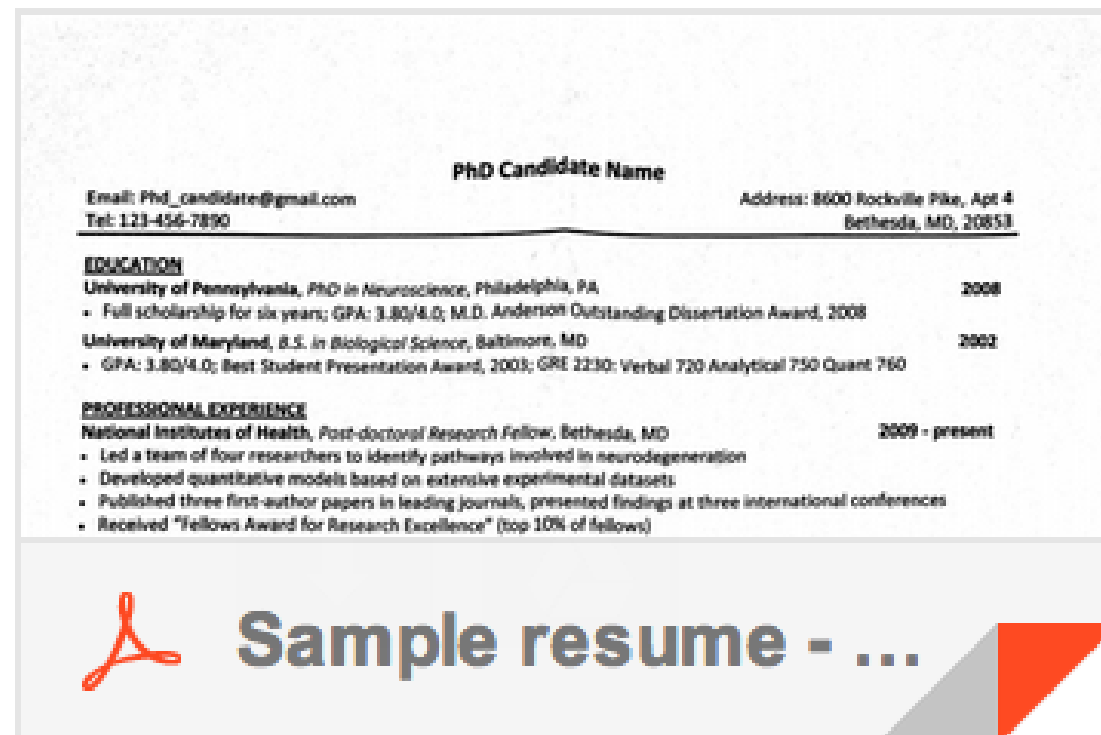 PhD Candidate Name
Email: Phd_candidate@gmail.com Address: 8600 Rockville Pike, Apt 4
Tel: 123-456-7890 Bethesda, MD, 20853
EDUCATION
University of Pennsylvania, PhD in Neuroscience, Philadelphia, PA 2008
• Full scholarship for six years; GPA: 3.80/4.0; M.D. Anderson Outstanding Dissertation Award, 2008
University of Maryland, B.S. in Biological Science, Baltimore, MD 2002
• GPA: 3.80/4.0; Best Student Presentation Award, 2003; GRE 2230: Verbal 720 Analytical 750 Quant 760
PROFESSIONAL EXPERIENCE
National Institutes of Health, Post-doctoral Research Fellow, Bethesda, MD 2009 - present
• Led a team of four researchers to identify pathways involved in neurodegeneration
• Developed quantitative models based on extensive experimental datasets
• Published three first-author papers in leading journals, presented findings at three international conferences
• Received "Fellows Award for Research Excellence" (top 10% of fellows)
Sample resume - ...